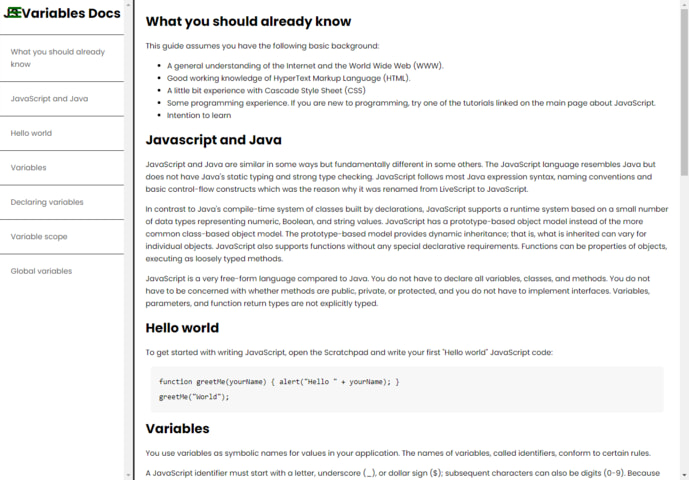 JS Variables Docs
What you should already
know
JavaScript and Java
Hello world
Variables
Declaring variables
Variable scope
Global variables
What you should already know
This guide assumes you have the following basic background:
A general understanding of the Internet and the World Wide Web (WWW).
Good working knowledge of HyperText Markup Language (HTML).
A little bit experience with Cascade Style Sheet (CSS)
Some programming experience. If you are new to programming, try one of the tutorials linked on the main page about JavaScript.
Intention to learn
Javascript and Java
JavaScript and Java are similar in some ways but fundamentally different in some others. The JavaScript language resembles Java but
does not have Java's static typing and strong type checking. JavaScript follows most Java expression syntax, naming conventions and
basic control-flow constructs which was the reason why it was renamed from LiveScript to JavaScript.
In contrast to Java's compile-time system of classes built by declarations, JavaScript supports a runtime system based on a small number
of data types representing numeric, Boolean, and string values. JavaScript has a prototype-based object model instead of the more
common class-based object model. The prototype-based model provides dynamic inheritance; that is, what is inherited can vary for
individual objects. JavaScript also supports functions without any special declarative requirements. Functions can be properties of objects,
executing as loosely typed methods.
JavaScript is a very free-form language compared to Java. You do not have to declare all variables, classes, and methods. You do not
have to be concerned with whether methods are public, private, or protected, and you do not have to implement interfaces. Variables,
parameters, and function return types are not explicitly typed.
Hello world
To get started with writing JavaScript, open the Scratchpad and write your first "Hello world" JavaScript code:
function greetMe(yourName) { alert("Hello " + yourName); }
greetMe("World");
Variables
You use variables as symbolic names for values in your application. The names of variables, called identifiers, conform to certain rules.
A JavaScript identifier must start with a letter, underscore (_), or dollar sign ($); subsequent characters can also be digits (0-9). Because